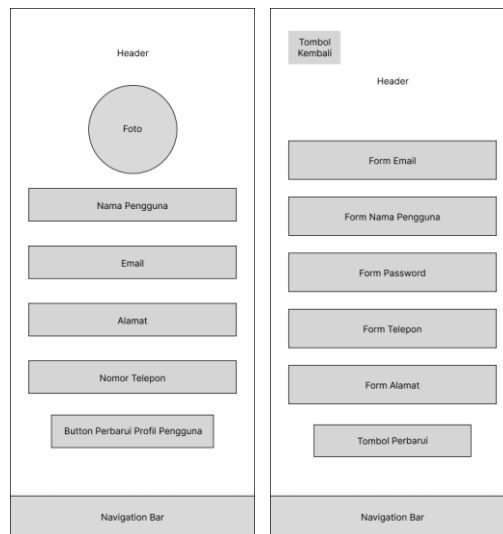 Header
Foto
Nama Pengguna
Email
Alamat
Nomor Telepon
Button Perbarui Profil Pengguna
Navigation Bar
Tombol
Kembali
Header
Form Email
Form Nama Pengguna
Form Password
Form Telepon
Form Alamat
Tombol Perbarui
Navigation Bar